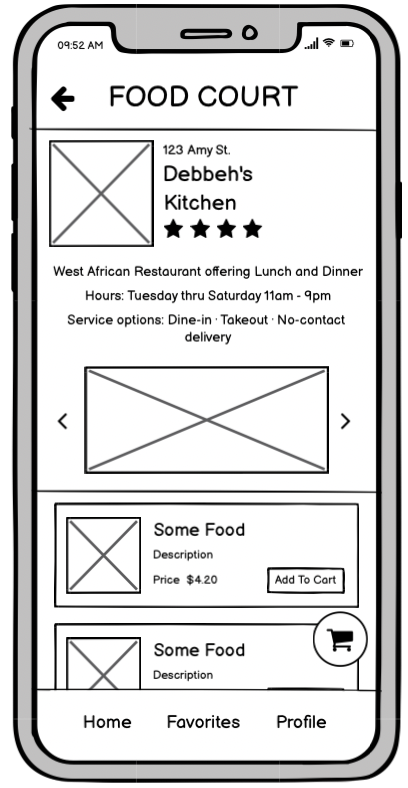 09:52 AM
FOOD COURT
123 Amy St.
Debbeh's
Kitchen
West African Restaurant offering Lunch and Dinner
Hours: Tuesday thru Saturday 11am - 9pm
Service options: Dine-in · Takeout · No-contact
delivery
Some Food
Description
Price $4.20
Add To Cart
Some Food
Description
Home Favorites Profile